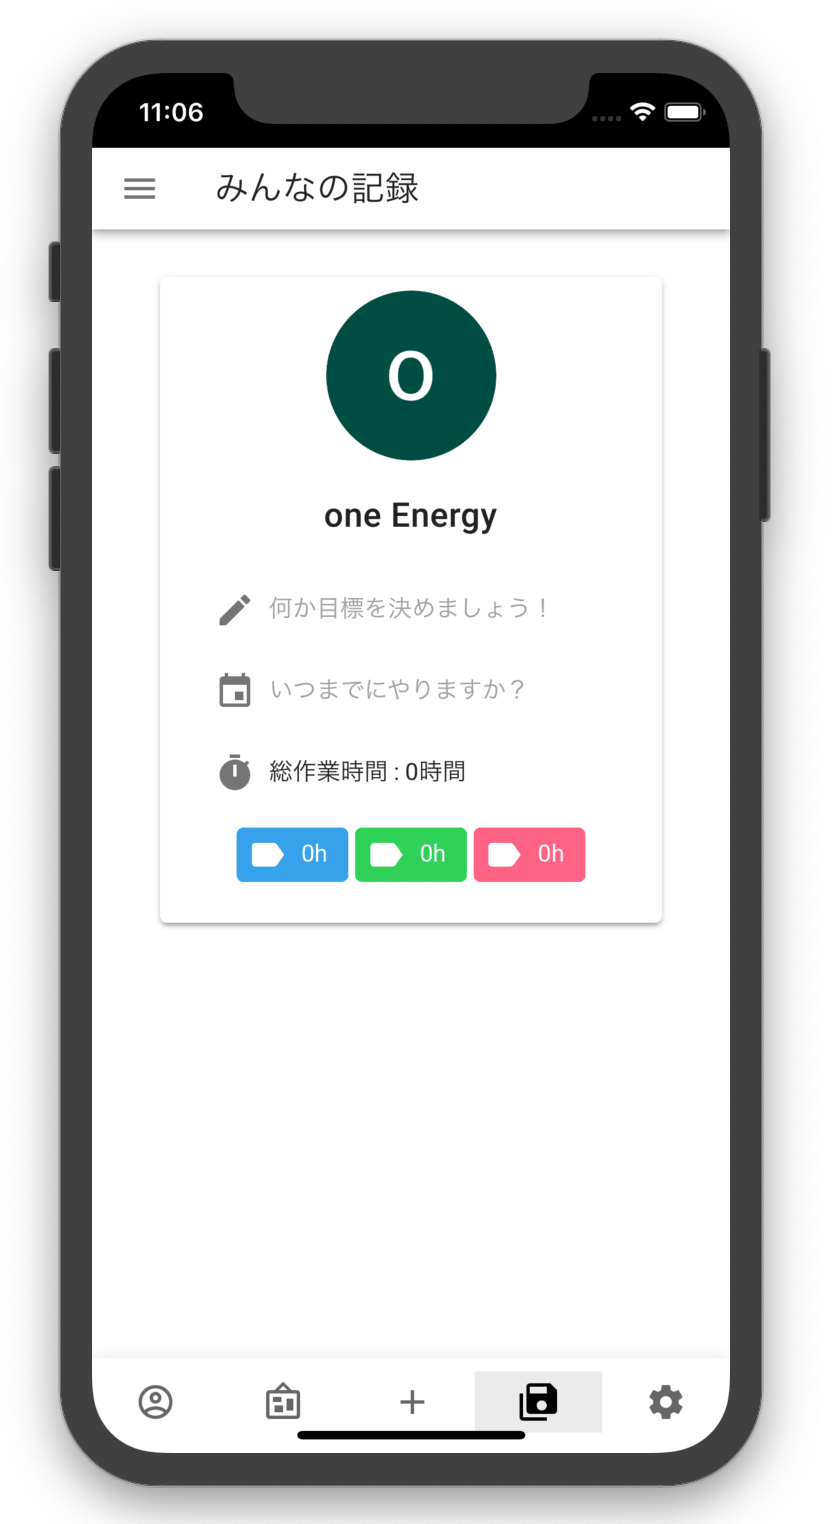 11:06
みんなの記録
O
one Energy
何か目標を決めましょう！
いつまでにやりますか？
総作業時間 : 0時間
0h 0h 0h